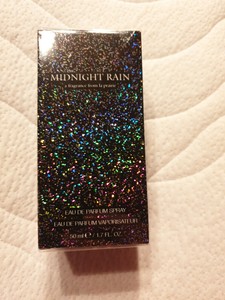 MIDNIGHT RAIN
a fragrance from la prairie
EAU DE PARFUM SPRAY
EAU DE PARFUM VAPORISATEUR
50 ml e / 1.7 FL. OZ.